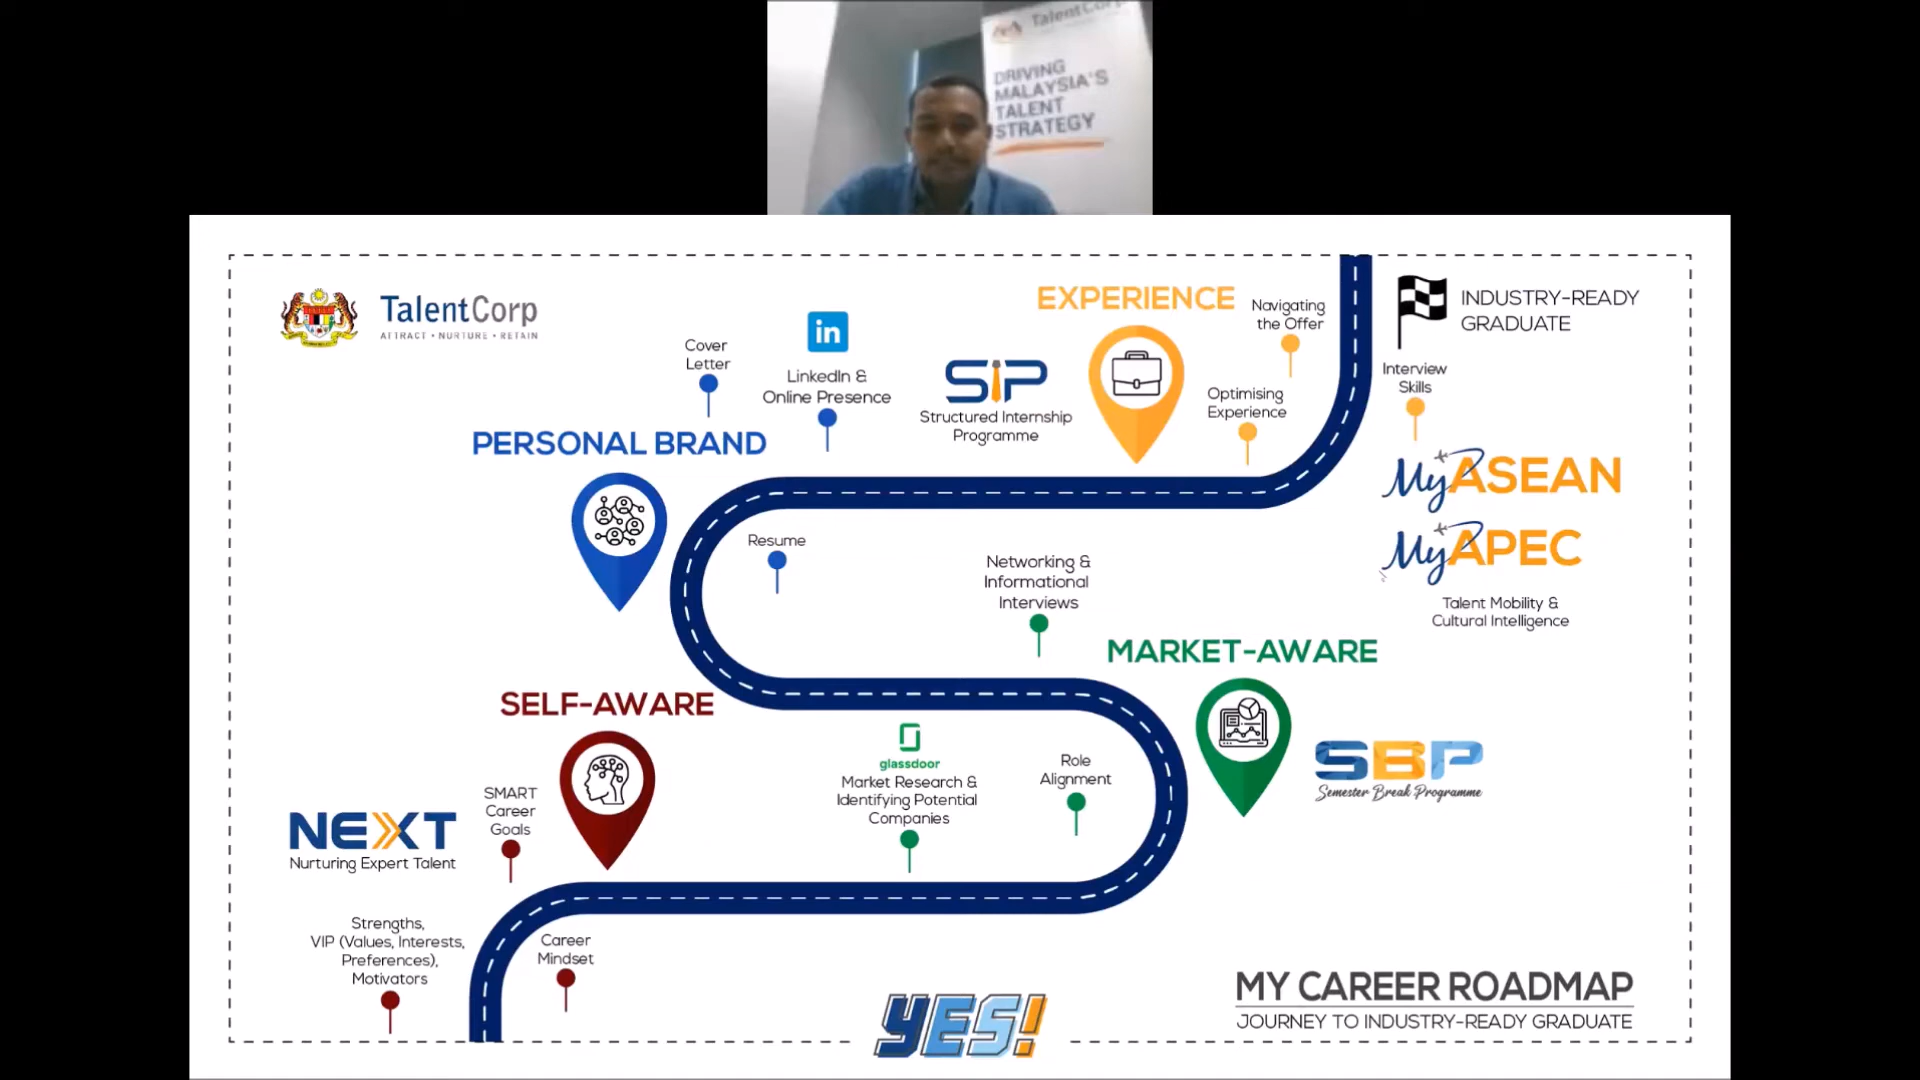 TalentCorp
DRIVING
MALAYSIA'S
TALENT
STRATEGY
TalentCorp
ATTRACT • NURTURE • RETAIN
Cover
Letter
in
LinkedIn &
Online Presence
SIP
Structured Internship
Programme
EXPERIENCE
Navigating
the Offer
Optimising
Experience
INDUSTRY-READY
GRADUATE
Interview
Skills
PERSONAL BRAND
MyASEAN
MyAPEC
Talent Mobility &
Cultural Intelligence
Resume
Networking &
Informational
Interviews
MARKET-AWARE
SELF-AWARE
glassdoor
Market Research &
Identifying Potential
Companies
Role
Alignment
SBP
Semester Break Programme
NEXT
Nurturing Expert Talent
SMART
Career
Goals
Strengths,
VIP (Values, Interests,
Preferences),
Motivators
Career
Mindset
YES!
MY CAREER ROADMAP
JOURNEY TO INDUSTRY-READY GRADUATE